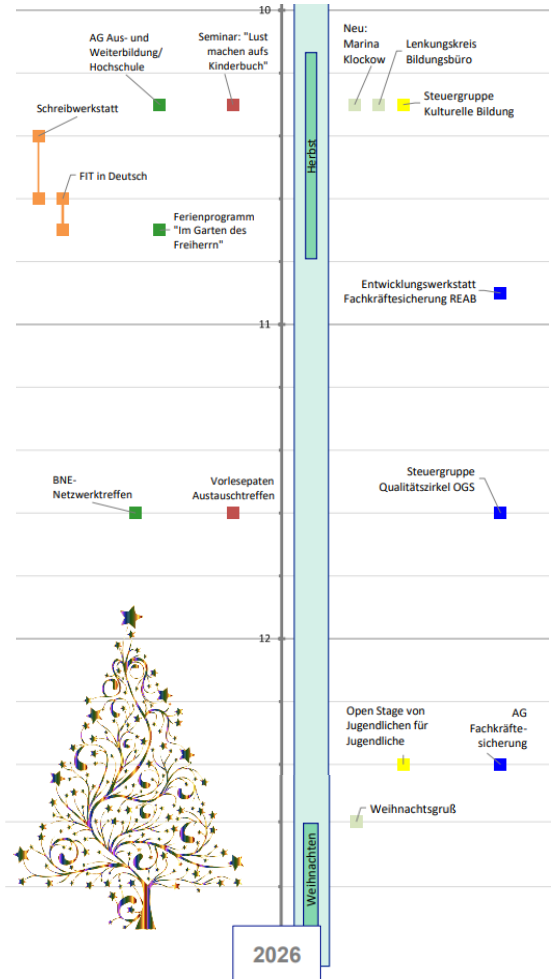 10
AG Aus- und
Weiterbildung/
Hochschule
Seminar: "Lust
machen aufs
Kinderbuch"
Neu:
Marina
Klockow
Lenkungskreis
Bildungsbüro
Steuergruppe
Kulturelle Bildung
Schreibwerkstatt
Herbst
FIT in Deutsch
Ferienprogramm
"Im Garten des
Freiherrn"
Entwicklungswerkstatt
Fachkräftesicherung REAB
11
BNE-
Netzwerktreffen
Vorlesepaten
Austauschtreffen
Steuergruppe
Qualitätszirkel OGS
12
Open Stage von
Jugendlichen für
Jugendliche
AG
Fachkräfte-
sicherung
Weihnachtsgruß
Weihnachten
2026